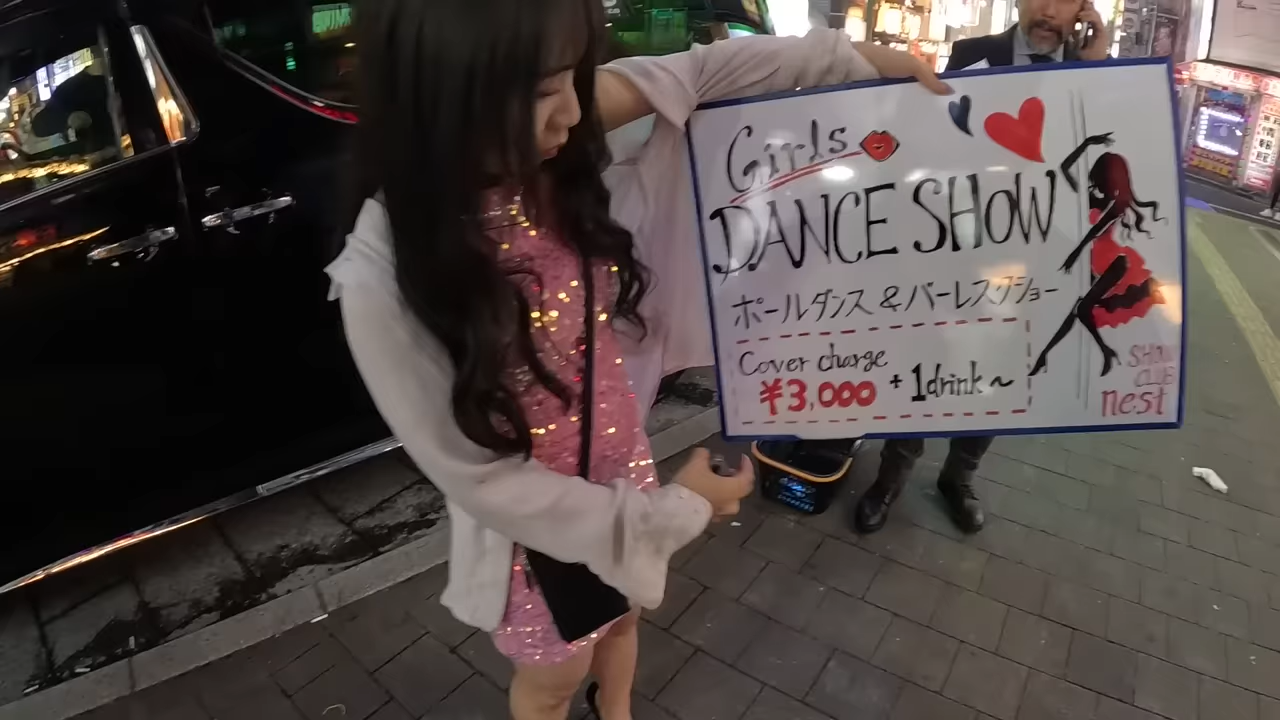 Girls
DANCE SHOW
ポールダンス & バーレスクショー
Cover charge
¥3,000 + 1drink~
SHOW
CLUB
nest